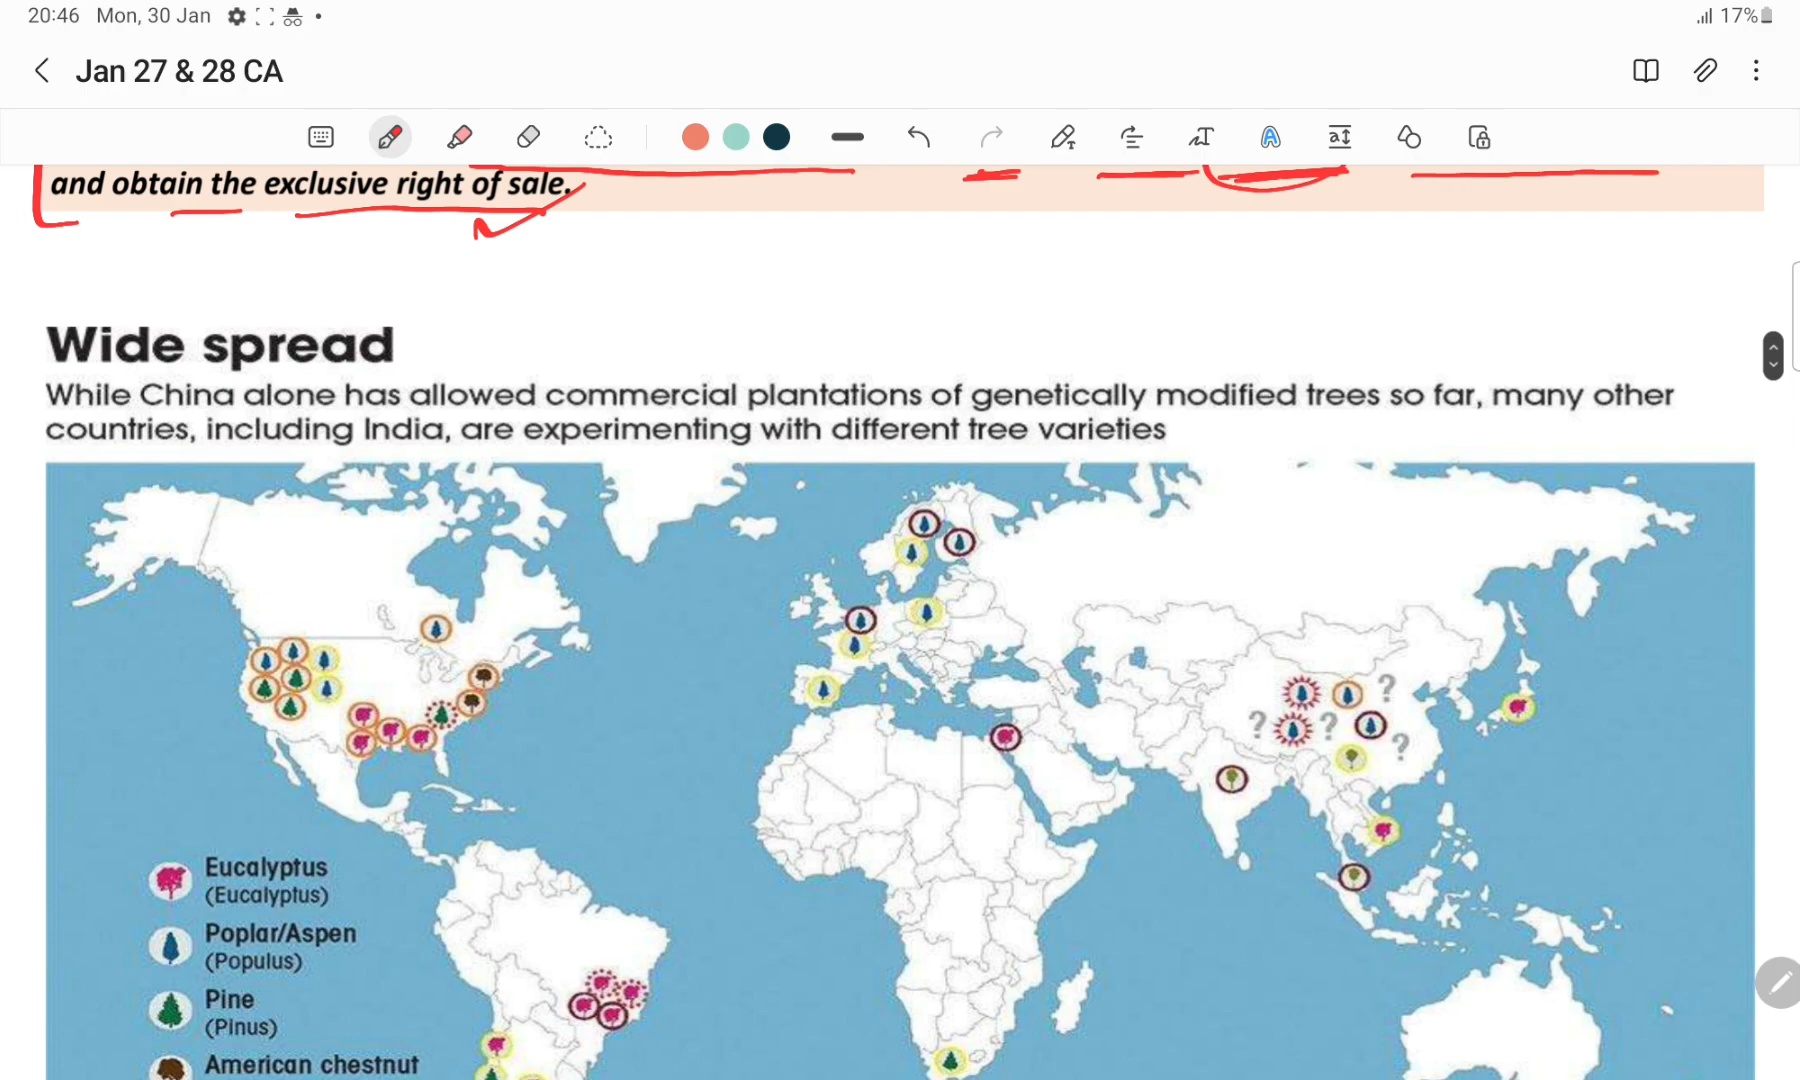 20:46 Mon, 30 Jan
17%
Jan 27 & 28 CA
and obtain the exclusive right of sale.
Wide spread
While China alone has allowed commercial plantations of genetically modified trees so far, many other
countries, including India, are experimenting with different tree varieties
? ? ? ?
Eucalyptus
(Eucalyptus)
Poplar/Aspen
(Populus)
Pine
(Pinus)
American chestnut